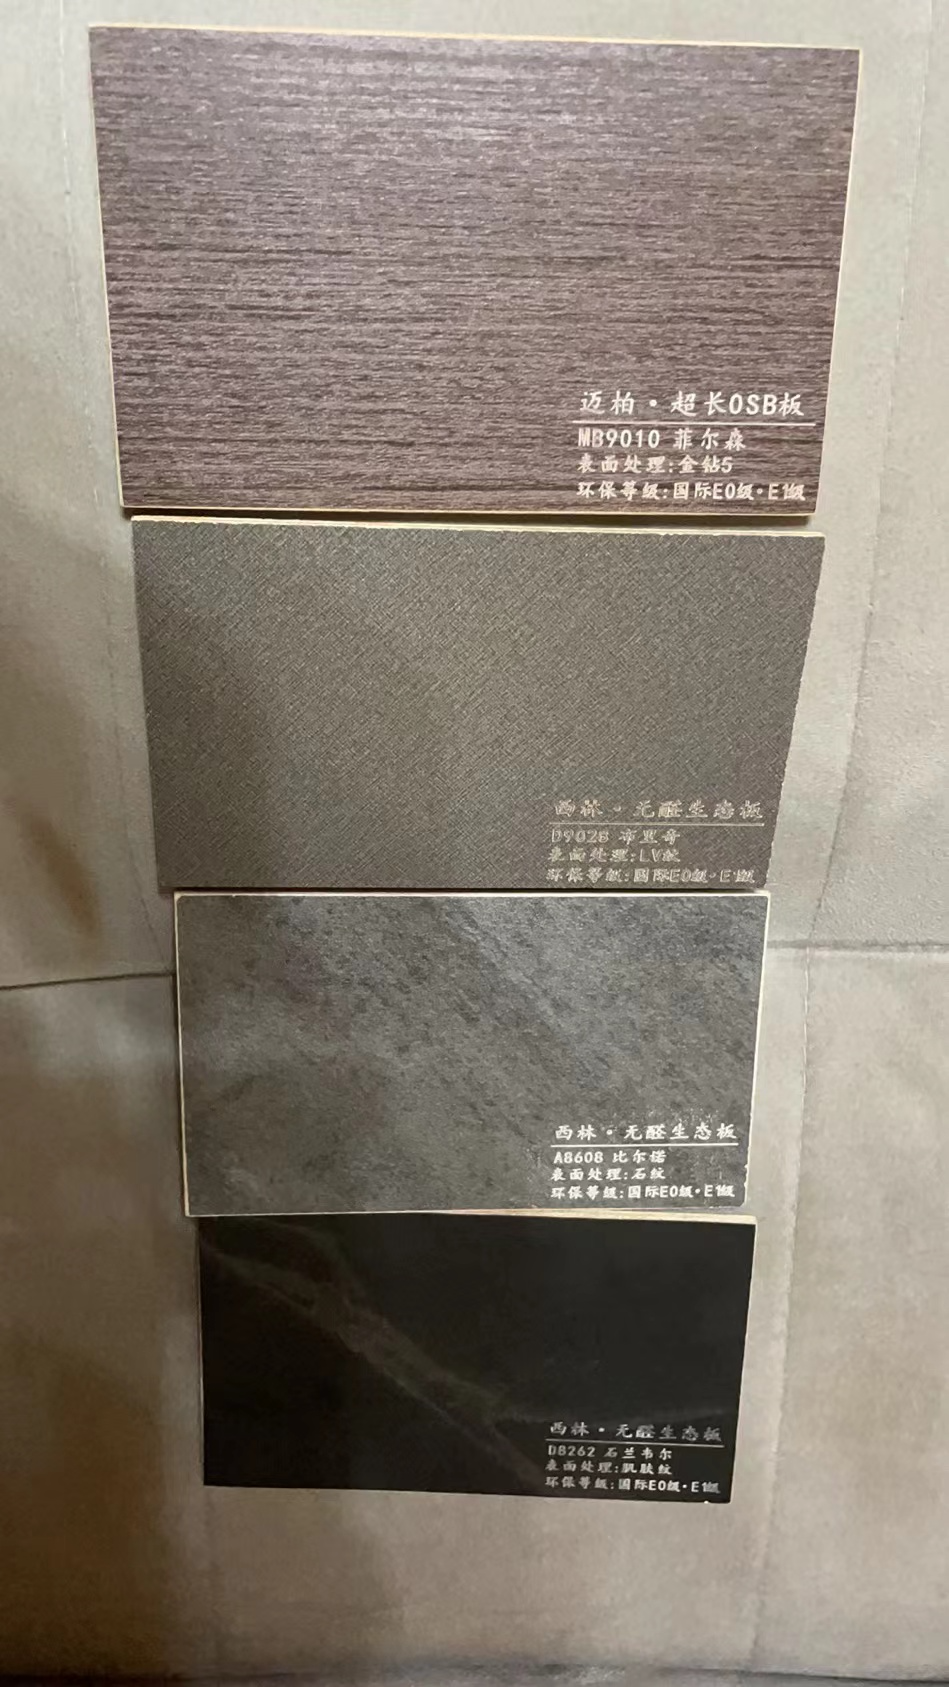 迈柏·超长OSB板
MB9010 菲尔森
表面处理:金钻5
环保等级:国际E0级·E1级
西林·无醛生态板
D9028 布里奇
表面处理:LV纹
环保等级:国际E0级·E1级
西林·无醛生态板
A8608 比尔诺
表面处理:石纹
环保等级:国际E0级·E1级
西林·无醛生态板
D8262 石兰韦尔
表面处理:肌肤纹
环保等级:国际E0级·E1级